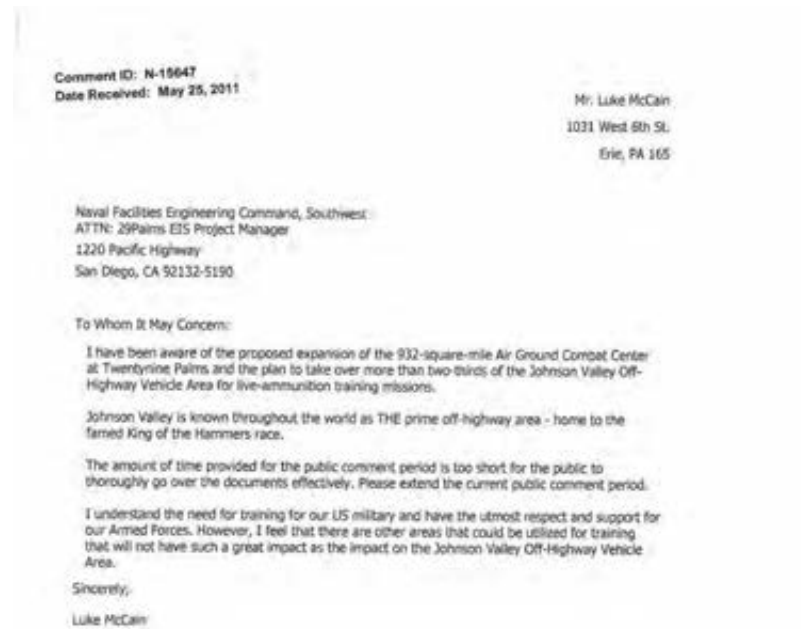 Comment ID: N-15647
Date Received: May 25, 2011
Mr. Luke McCain
1031 West 6th St.
Erie, PA 165
Naval Facilities Engineering Command, Southwest
ATTN: 29Palms EIS Project Manager
1220 Pacific Highway
San Diego, CA 92132-5190
To Whom It May Concern:
I have been aware of the proposed expansion of the 932-square-mile Air Ground Combat Center
at Twentynine Palms and the plan to take over more than two-thirds of the Johnson Valley Off-
Highway Vehicle Area for live-ammunition training missions.
Johnson Valley is known throughout the world as THE prime off-highway area - home to the
famed King of the Hammers race.
The amount of time provided for the public comment period is too short for the public to
thoroughly go over the documents effectively. Please extend the current public comment period.
I understand the need for training for our US military and have the utmost respect and support for
our Armed Forces. However, I feel that there are other areas that could be utilized for training
that will not have such a great impact as the impact on the Johnson Valley Off-Highway Vehicle
Area.
Sincerely,
Luke McCain